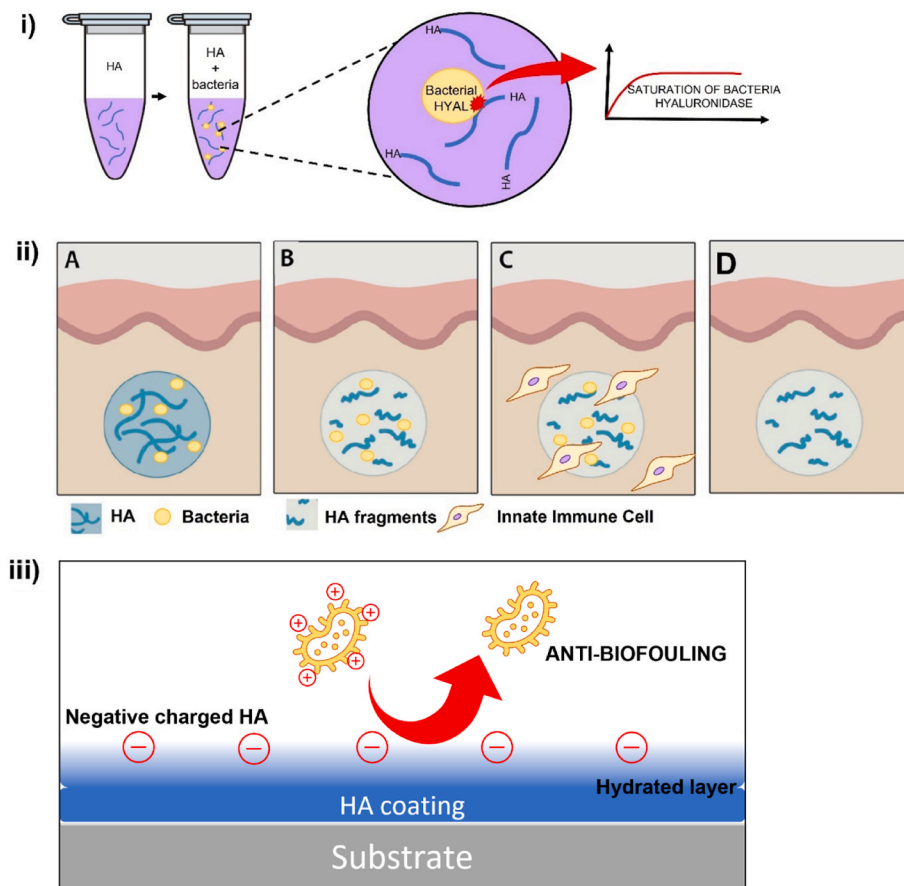 i)
HA
HA
+
bacteria
HA
Bacterial
HYAL
HA
HA
HA
SATURATION OF BACTERIA
HYALURONIDASE
ii)
A
B
C
D
HA
Bacteria
HA fragments
Innate Immune Cell
iii)
+
+
+
+
+
ANTI-BIOFOULING
Negative charged HA
− − − − −
Hydrated layer
HA coating
Substrate